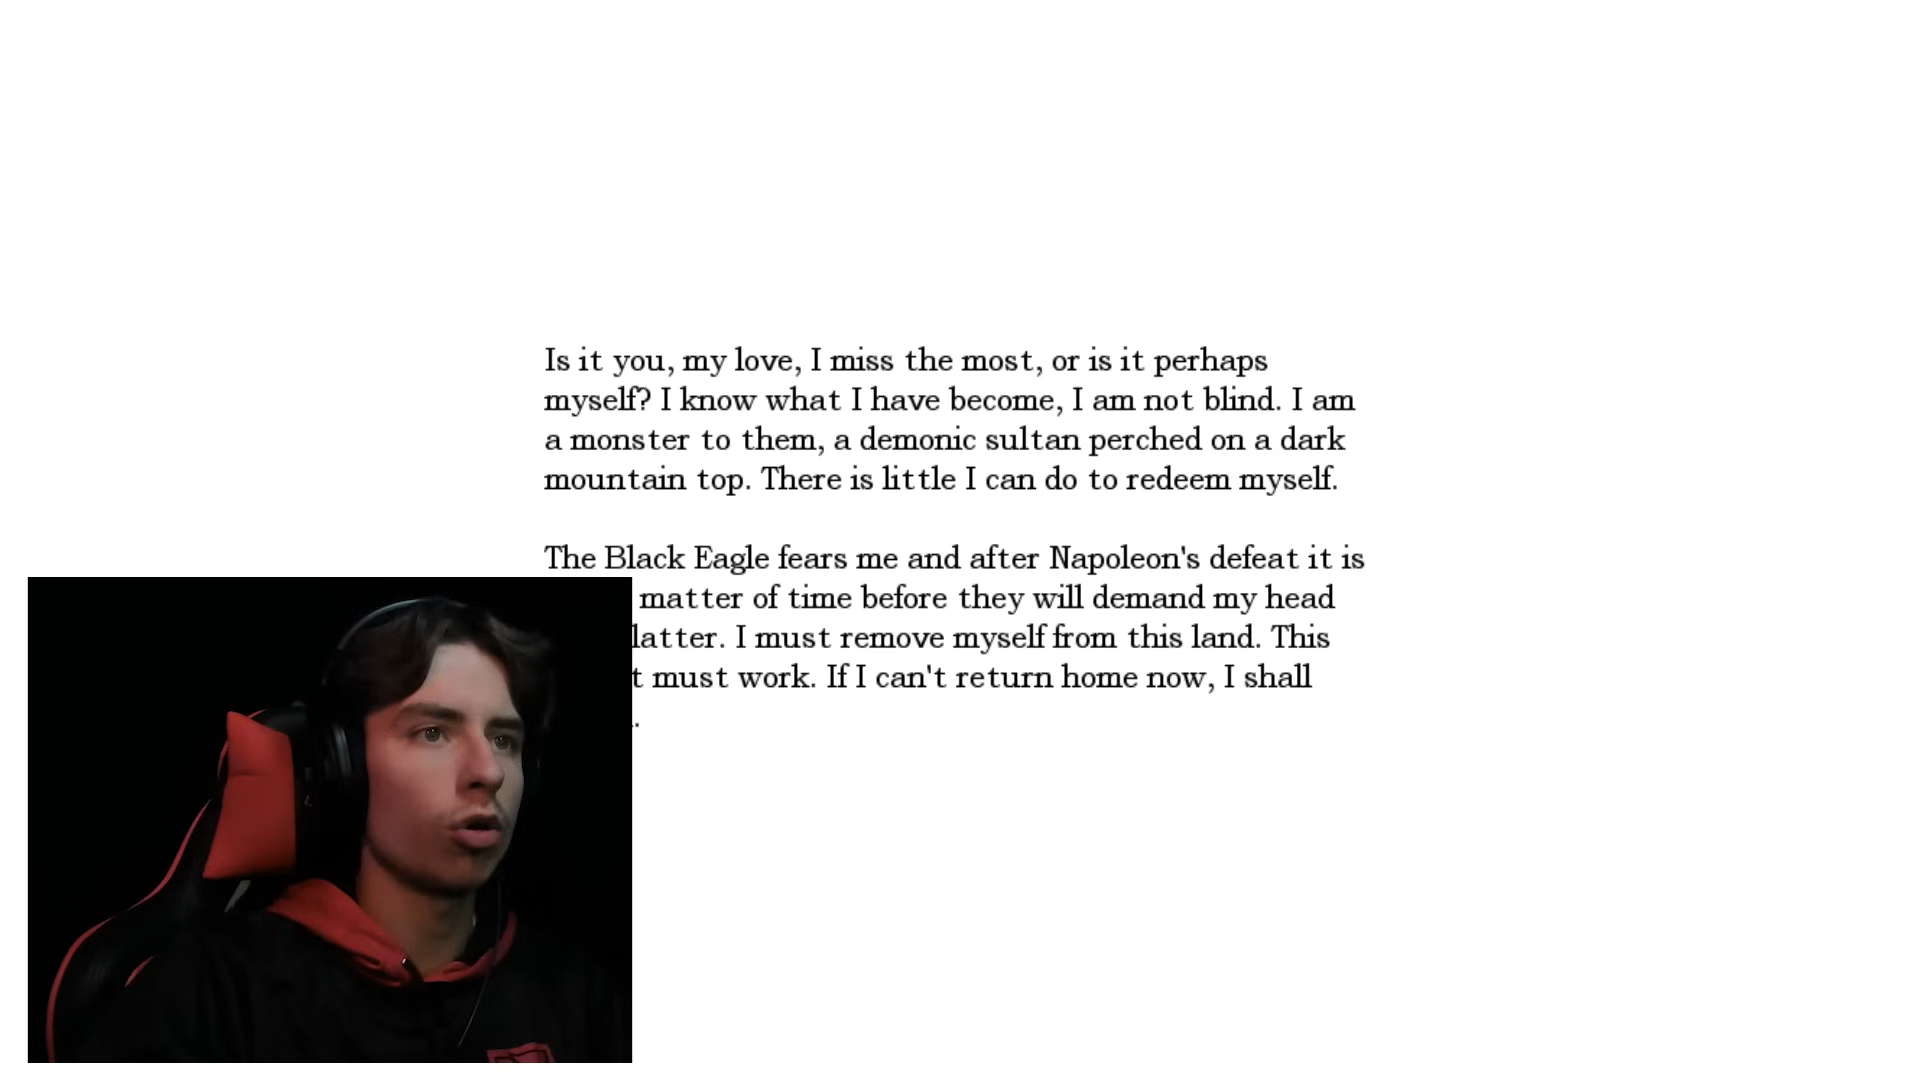 Is it you, my love, I miss the most, or is it perhaps
myself? I know what I have become, I am not blind. I am
a monster to them, a demonic sultan perched on a dark
mountain top. There is little I can do to redeem myself.
The Black Eagle fears me and after Napoleon's defeat it is
matter of time before they will demand my head
latter. I must remove myself from this land. This
t must work. If I can't return home now, I shall
.